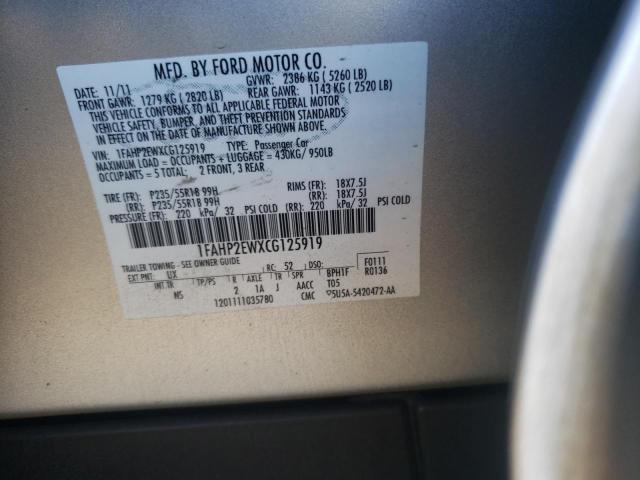 MFD. BY FORD MOTOR CO.
DATE: 11/11 GVWR: 2386 KG ( 5260 LB)
FRONT GAWR: 1279 KG ( 2820 LB) REAR GAWR: 1143 KG ( 2520 LB)
THIS VEHICLE CONFORMS TO ALL APPLICABLE FEDERAL MOTOR
VEHICLE SAFETY, BUMPER, AND THEFT PREVENTION STANDARDS
IN EFFECT ON THE DATE OF MANUFACTURE SHOWN ABOVE.
VIN: 1FAHP2EWXCG125919 TYPE: Passenger Car
MAXIMUM LOAD = OCCUPANTS + LUGGAGE = 430KG/ 950LB
OCCUPANTS = 5 TOTAL 2 FRONT, 3 REAR
TIRE (FR): P235/55R18 99H RIMS (FR): 18X7.5J
(RR): P235/55R18 99H (RR): 18X7.5J
PRESSURE (FR): 220 kPa/ 32 PSI COLD (RR): 220 kPa/ 32 PSI COLD
1FAHP2EWXCG125919
TRAILER TOWING - SEE OWNER GUIDE
F0111
EXT PNT: UX RC: 52 DSO: R0136
INT TR TP/PS R AXLE TR SPR BPH1F
NS 2 1A J AACC T05
1201111035780 CMC 5U5A-5420472-AA